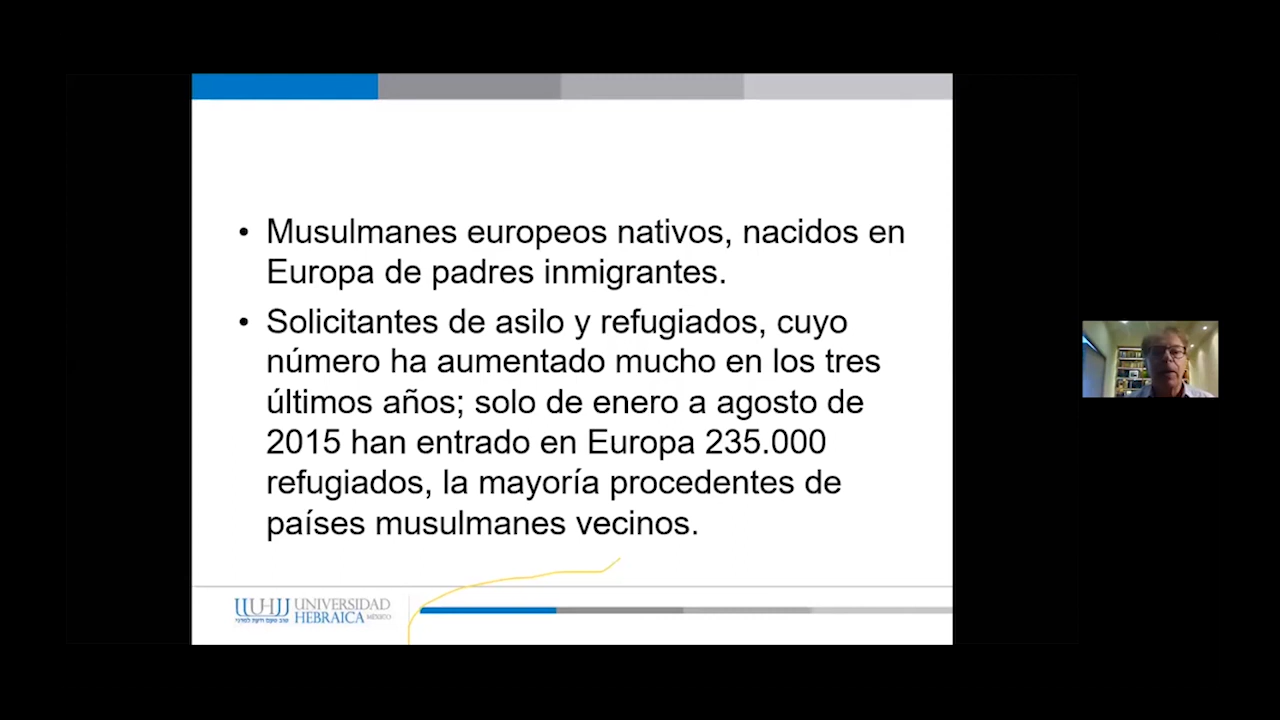 • Musulmanes europeos nativos, nacidos en
Europa de padres inmigrantes.
• Solicitantes de asilo y refugiados, cuyo
número ha aumentado mucho en los tres
últimos años; solo de enero a agosto de
2015 han entrado en Europa 235.000
refugiados, la mayoría procedentes de
países musulmanes vecinos.
UNIVERSIDAD
HEBRAICA MÉXICO